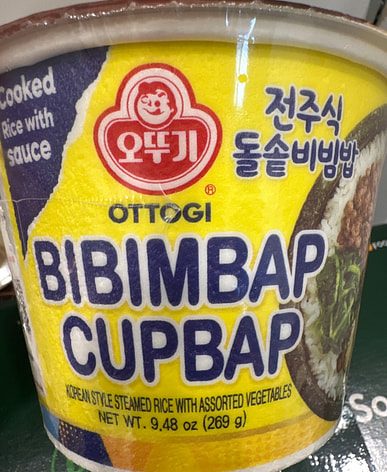 Cooked
Rice with
sauce
오뚜기
®
OTTOGI
전주식
돌솥비빔밥
BIBIMBAP
CUPBAP
KOREAN STYLE STEAMED RICE WITH ASSORTED VEGETABLES
NET WT. 9.48 oz (269 g)
So